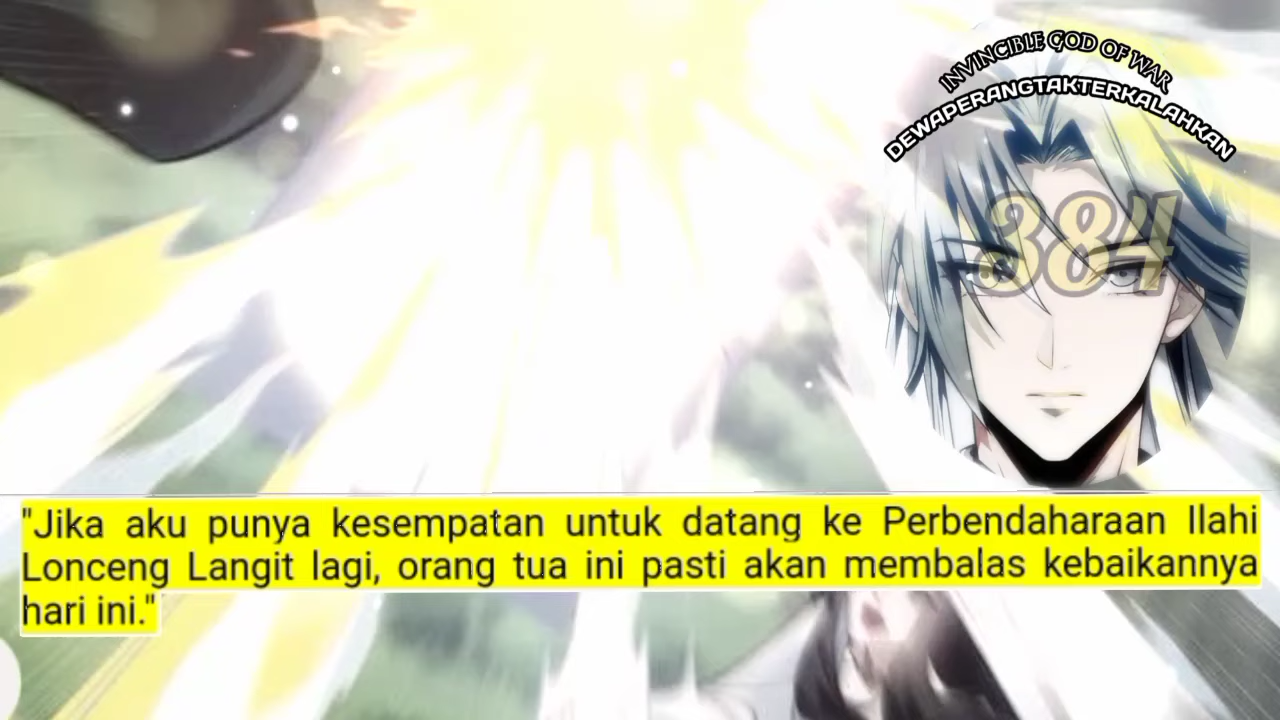 INVINCIBLE GOD OF WAR
DEWAPERANGTAKTERKALAHKAN
384
"Jika aku punya kesempatan untuk datang ke Perbendaharaan Ilahi
Lonceng Langit lagi, orang tua ini pasti akan membalas kebaikannya
hari ini."